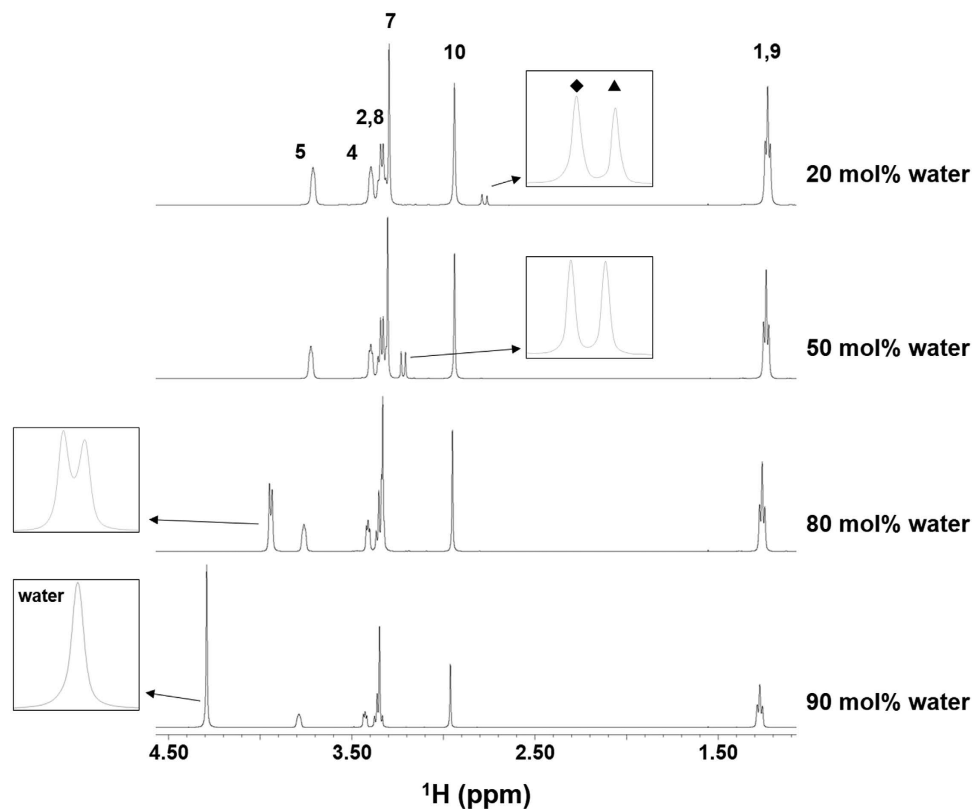 7
10
1,9
2,8
5
4
◆ ▲
20 mol% water
50 mol% water
80 mol% water
water
90 mol% water
4.50 3.50 2.50 1.50
¹H (ppm)